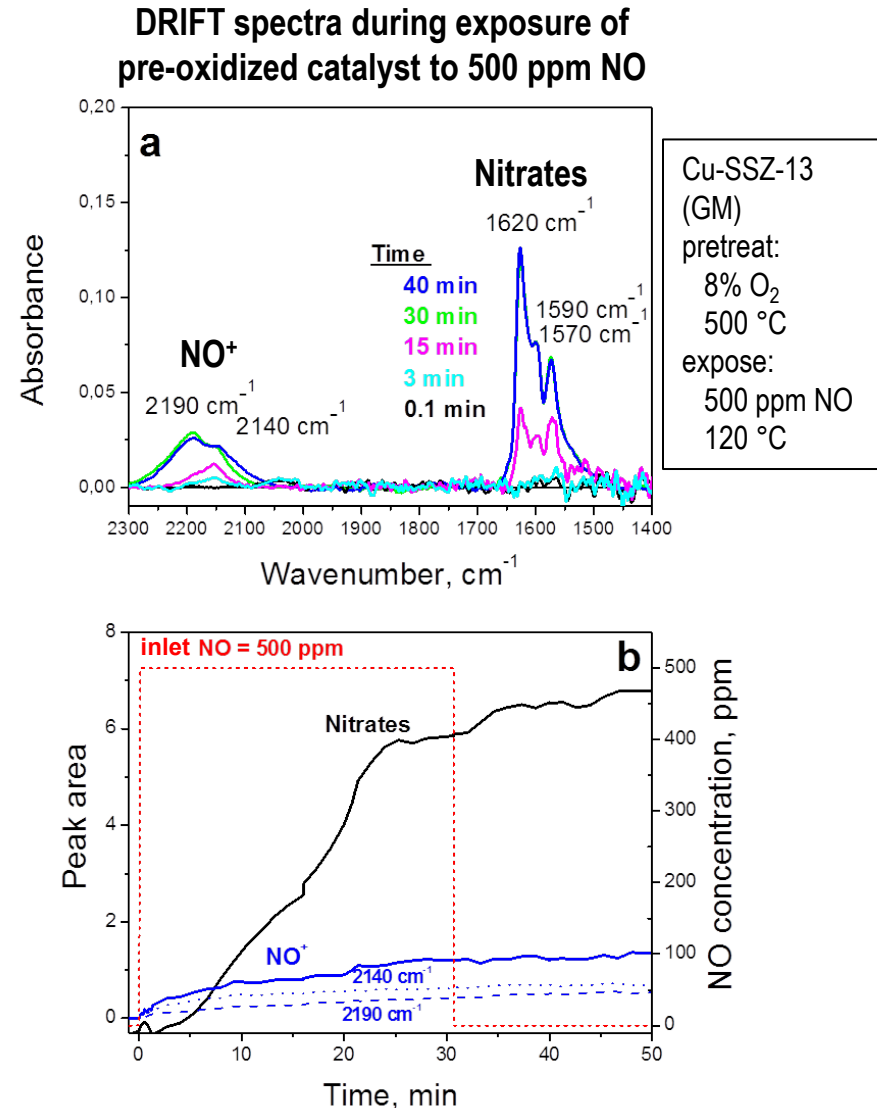 DRIFT spectra during exposure of
pre-oxidized catalyst to 500 ppm NO
0,20
0,15
0,10
0,05
0,00
Absorbance
a
Nitrates
1620 cm⁻¹
1590 cm⁻¹
1570 cm⁻¹
Time
40 min
30 min
15 min
3 min
0.1 min
NO⁺
2190 cm⁻¹
2140 cm⁻¹
2300 2200 2100 2000 1900 1800 1700 1600 1500 1400
Wavenumber, cm⁻¹
Cu-SSZ-13
(GM)
pretreat:
8% O₂
500 °C
expose:
500 ppm NO
120 °C
8
6
4
2
0
Peak area
inlet NO = 500 ppm
b
Nitrates
NO⁺
2140 cm⁻¹
2190 cm⁻¹
500
400
300
200
100
0
NO concentration, ppm
0 10 20 30 40 50
Time, min